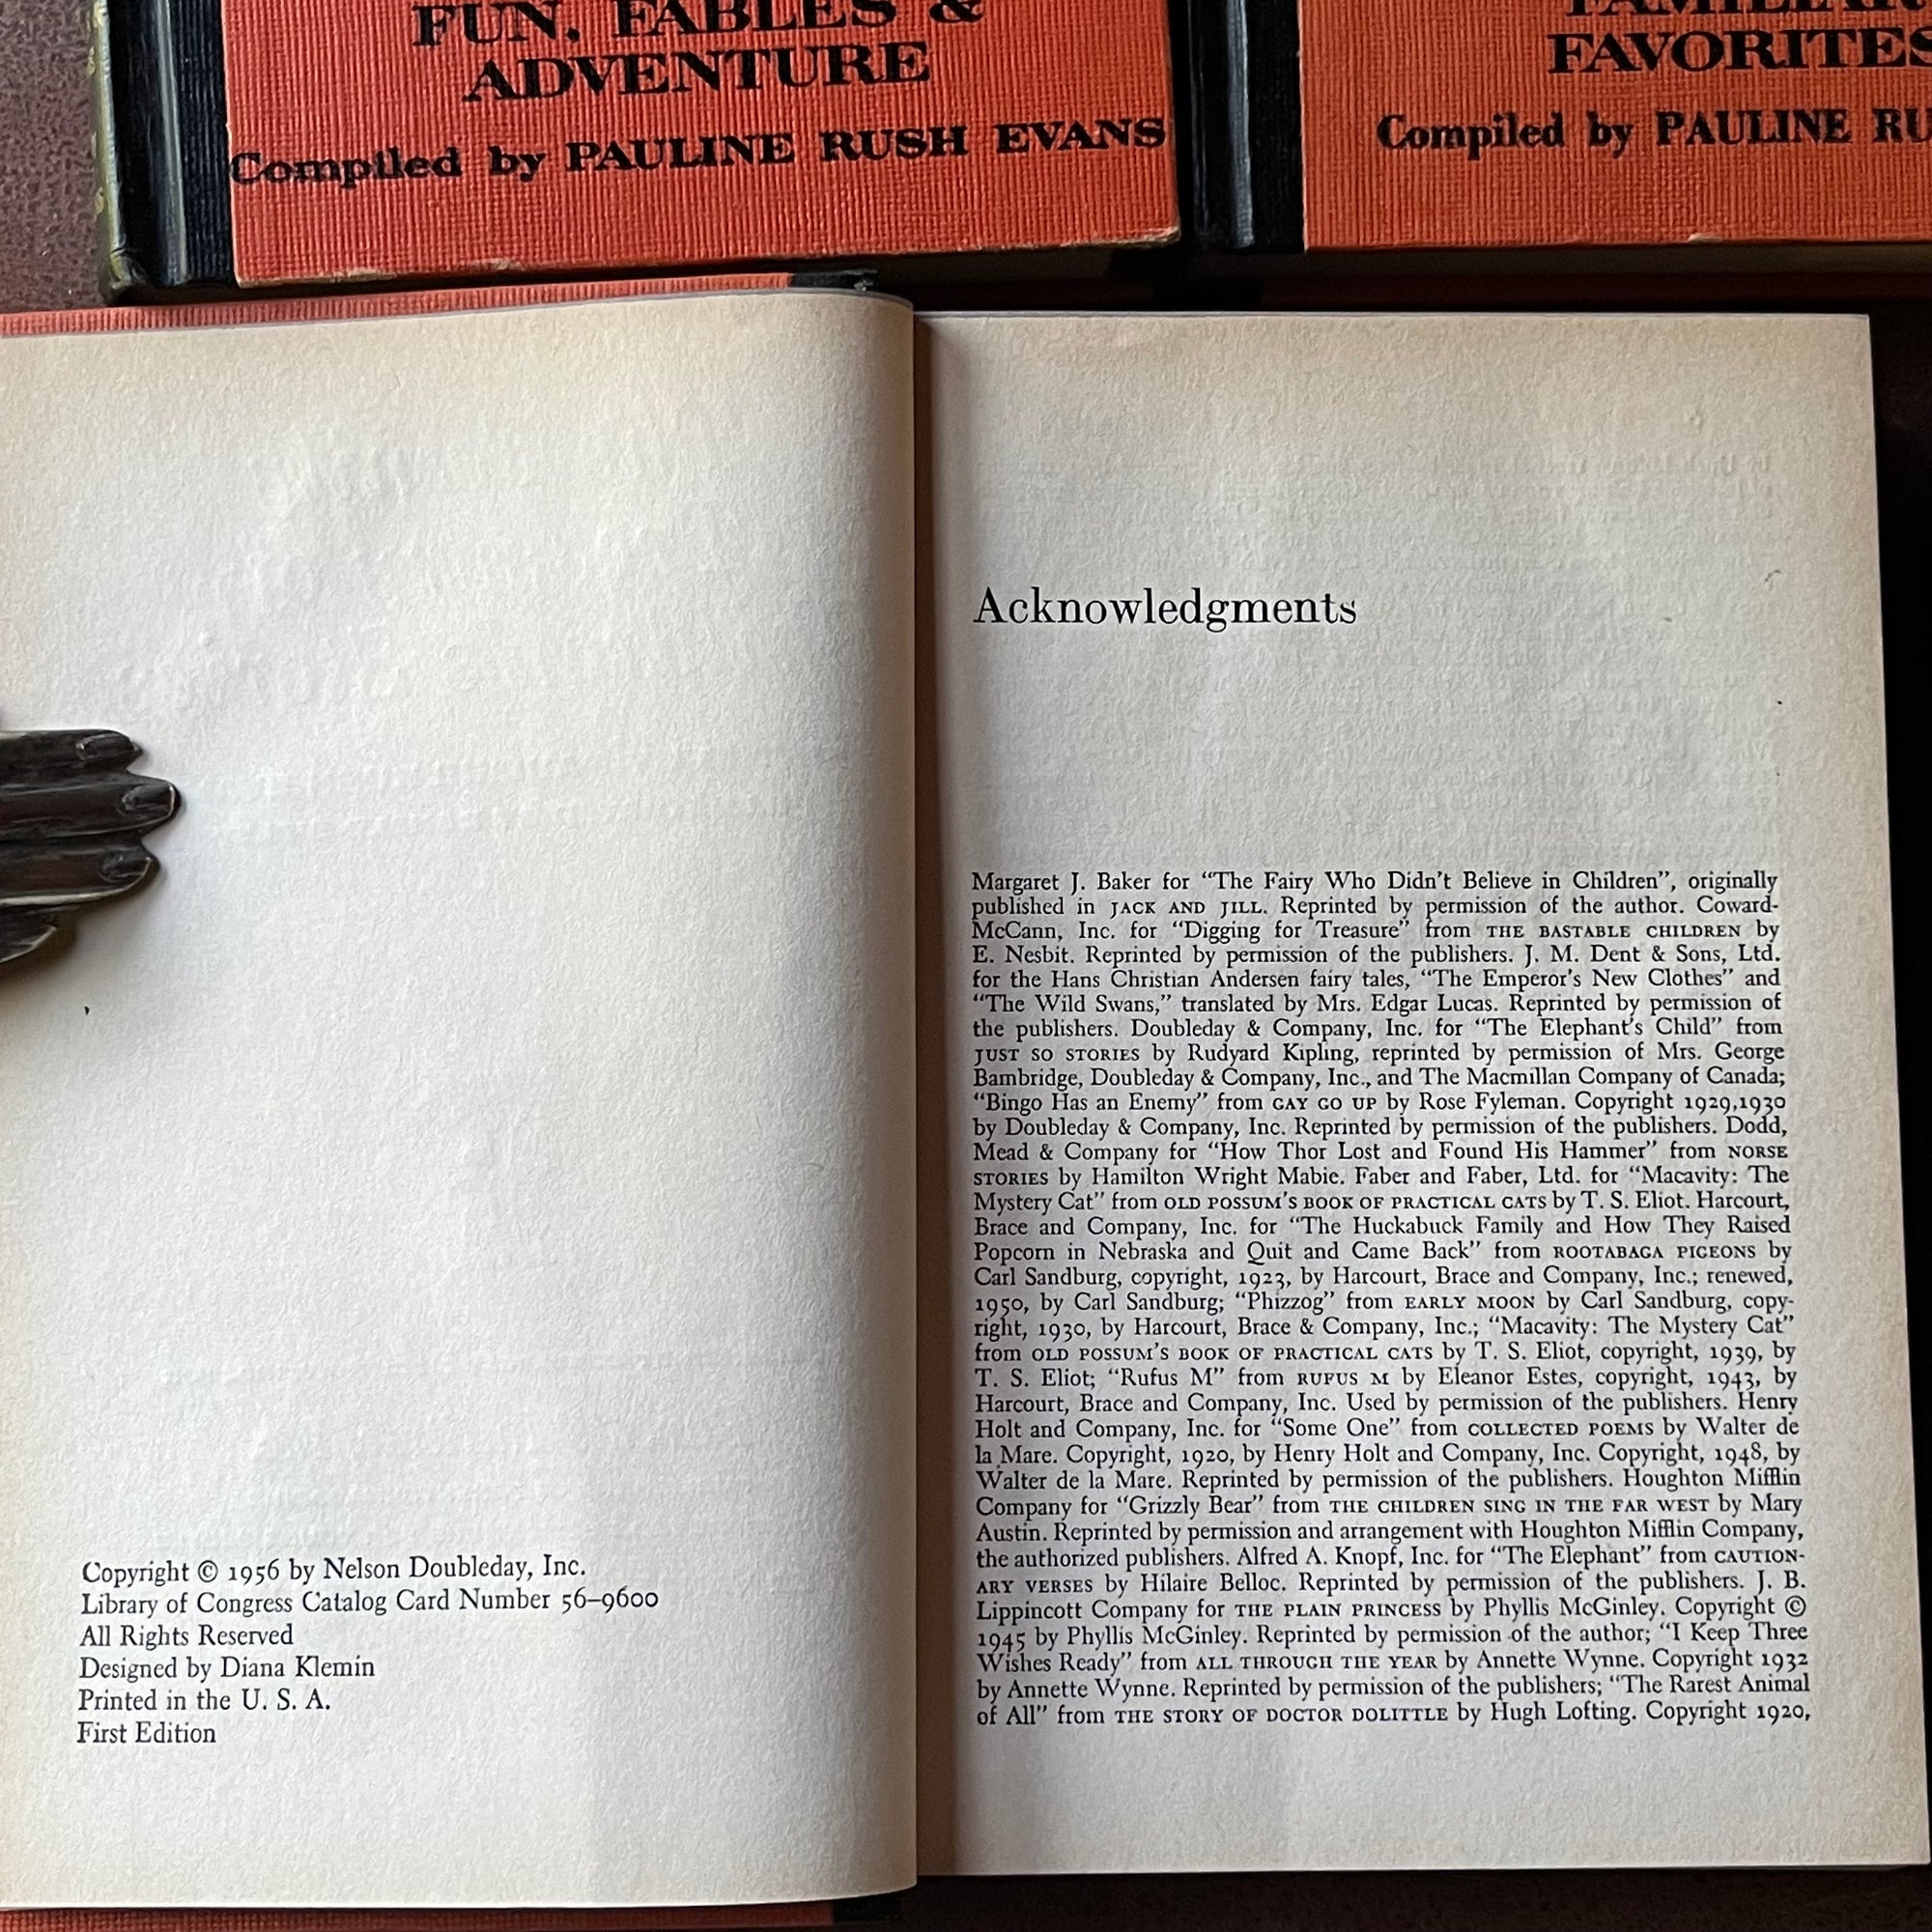 FUN, FABLES &
ADVENTURE
Compiled by PAULINE RUSH EVANS
FAMILIAR
FAVORITES
Compiled by PAULINE RU
Copyright © 1956 by Nelson Doubleday, Inc.
Library of Congress Catalog Card Number 56–9600
All Rights Reserved
Designed by Diana Klemin
Printed in the U. S. A.
First Edition
Acknowledgments
Margaret J. Baker for “The Fairy Who Didn’t Believe in Children”, originally
published in JACK AND JILL. Reprinted by permission of the author. Coward-
McCann, Inc. for “Digging for Treasure” from THE BASTABLE CHILDREN by
E. Nesbit. Reprinted by permission of the publishers. J. M. Dent & Sons, Ltd.
for the Hans Christian Andersen fairy tales, “The Emperor’s New Clothes” and
“The Wild Swans,” translated by Mrs. Edgar Lucas. Reprinted by permission of
the publishers. Doubleday & Company, Inc. for “The Elephant’s Child” from
JUST SO STORIES by Rudyard Kipling, reprinted by permission of Mrs. George
Bambridge, Doubleday & Company, Inc., and The Macmillan Company of Canada;
“Bingo Has an Enemy” from GAY GO UP by Rose Fyleman. Copyright 1929,1930
by Doubleday & Company, Inc. Reprinted by permission of the publishers. Dodd,
Mead & Company for “How Thor Lost and Found His Hammer” from NORSE
STORIES by Hamilton Wright Mabie. Faber and Faber, Ltd. for “Macavity: The
Mystery Cat” from OLD POSSUM’S BOOK OF PRACTICAL CATS by T. S. Eliot. Harcourt,
Brace and Company, Inc. for “The Huckabuck Family and How They Raised
Popcorn in Nebraska and Quit and Came Back” from ROOTABAGA PIGEONS by
Carl Sandburg, copyright, 1923, by Harcourt, Brace and Company, Inc.; renewed,
1950, by Carl Sandburg; “Phizzog” from EARLY MOON by Carl Sandburg, copy-
right, 1930, by Harcourt, Brace & Company, Inc.; “Macavity: The Mystery Cat”
from OLD POSSUM’S BOOK OF PRACTICAL CATS by T. S. Eliot, copyright, 1939, by
T. S. Eliot; “Rufus M” from RUFUS M by Eleanor Estes, copyright, 1943, by
Harcourt, Brace and Company, Inc. Used by permission of the publishers. Henry
Holt and Company, Inc. for “Some One” from COLLECTED POEMS by Walter de
la Mare. Copyright, 1920, by Henry Holt and Company, Inc. Copyright, 1948, by
Walter de la Mare. Reprinted by permission of the publishers. Houghton Mifflin
Company for “Grizzly Bear” from THE CHILDREN SING IN THE FAR WEST by Mary
Austin. Reprinted by permission and arrangement with Houghton Mifflin Company,
the authorized publishers. Alfred A. Knopf, Inc. for “The Elephant” from CAUTION-
ARY VERSES by Hilaire Belloc. Reprinted by permission of the publishers. J. B.
Lippincott Company for THE PLAIN PRINCESS by Phyllis McGinley. Copyright ©
1945 by Phyllis McGinley. Reprinted by permission of the author; “I Keep Three
Wishes Ready” from ALL THROUGH THE YEAR by Annette Wynne. Copyright 1932
by Annette Wynne. Reprinted by permission of the publishers; “The Rarest Animal
of All” from THE STORY OF DOCTOR DOLITTLE by Hugh Lofting. Copyright 1920,